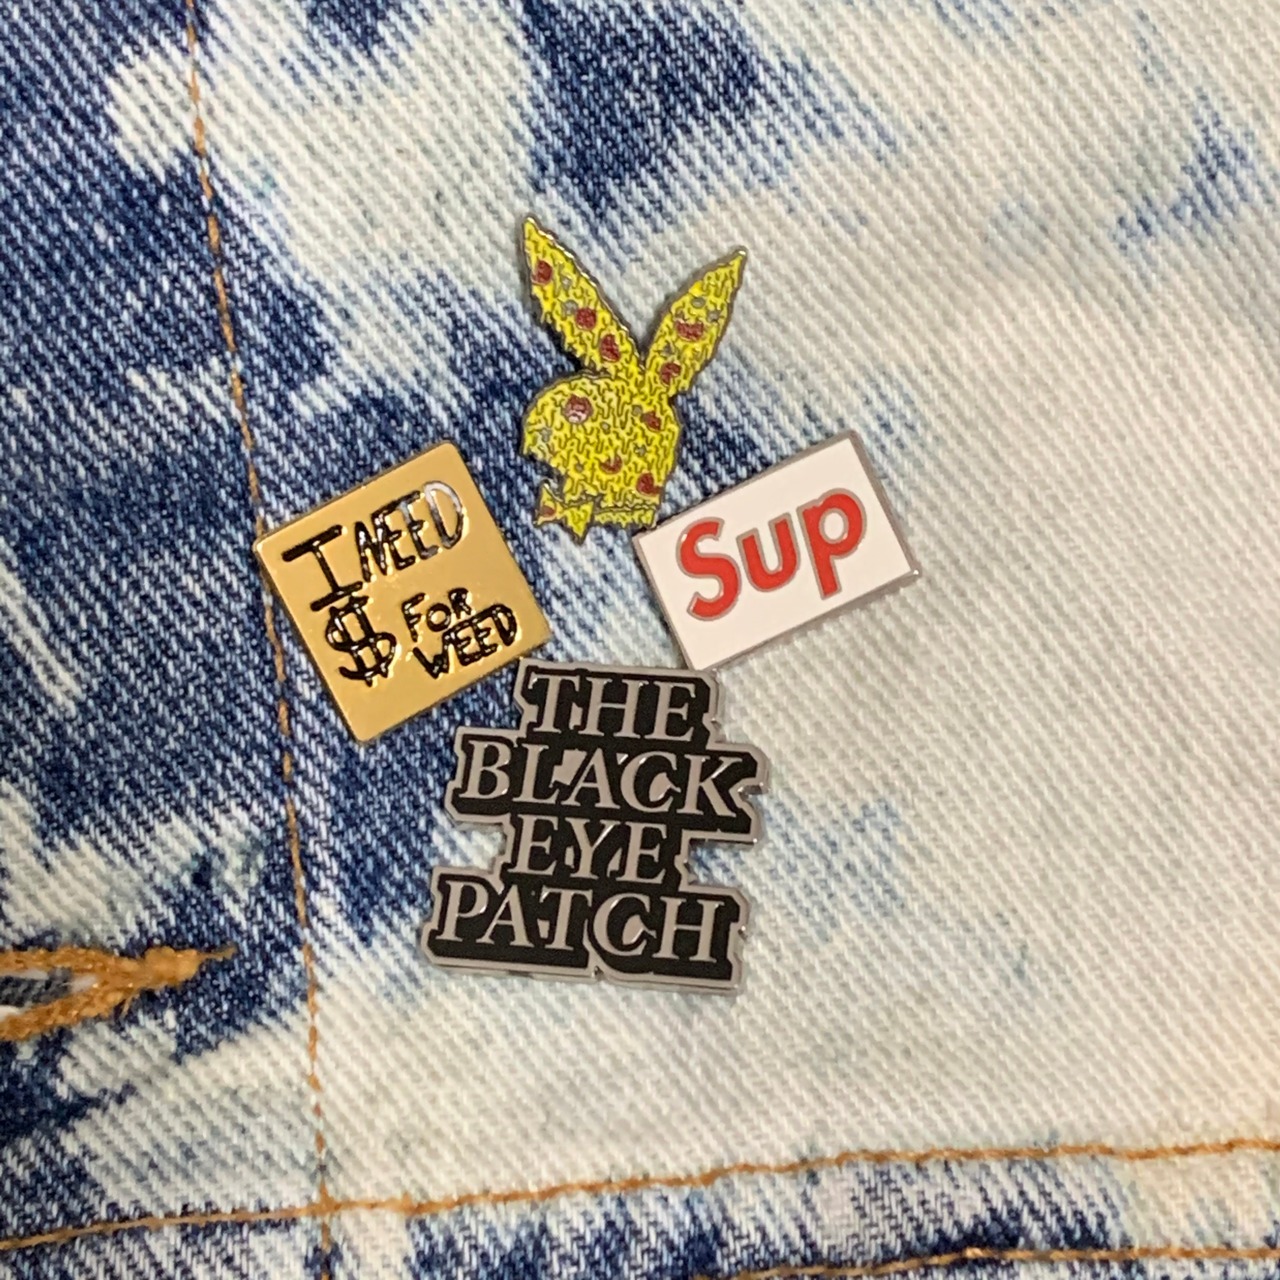 I NEED
$ FOR
WEED
Sup
THE
BLACK
EYE
PATCH